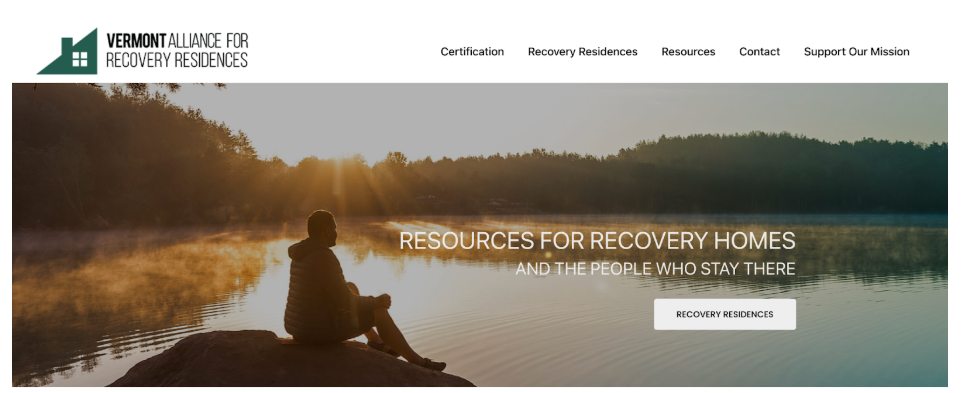 VERMONT ALLIANCE FOR
RECOVERY RESIDENCES
Certification Recovery Residences Resources Contact Support Our Mission
RESOURCES FOR RECOVERY HOMES
AND THE PEOPLE WHO STAY THERE
RECOVERY RESIDENCES